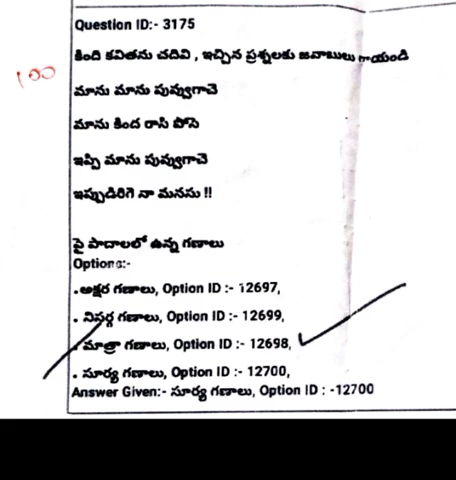 Question ID:- 3175
కింది కవితను చదివి , ఇచ్చిన ప్రశ్నలకు జవాబులు రాయండి
100
మాను మాను పువ్వుగాచె
మాను కింద రాసి పోసె
ఇప్ప మాను పువ్వుగాచె
ఇప్పుడిరిగె నా మనసు !!
పై పాదాలలో ఉన్న గణాలు
Options:-
. అక్షర గణాలు, Option ID :- 12697,
. నిసర్గ గణాలు, Option ID :- 12699,
. మాత్రా గణాలు, Option ID :- 12698,
. సూర్య గణాలు, Option ID :- 12700,
Answer Given:- సూర్య గణాలు, Option ID : -12700